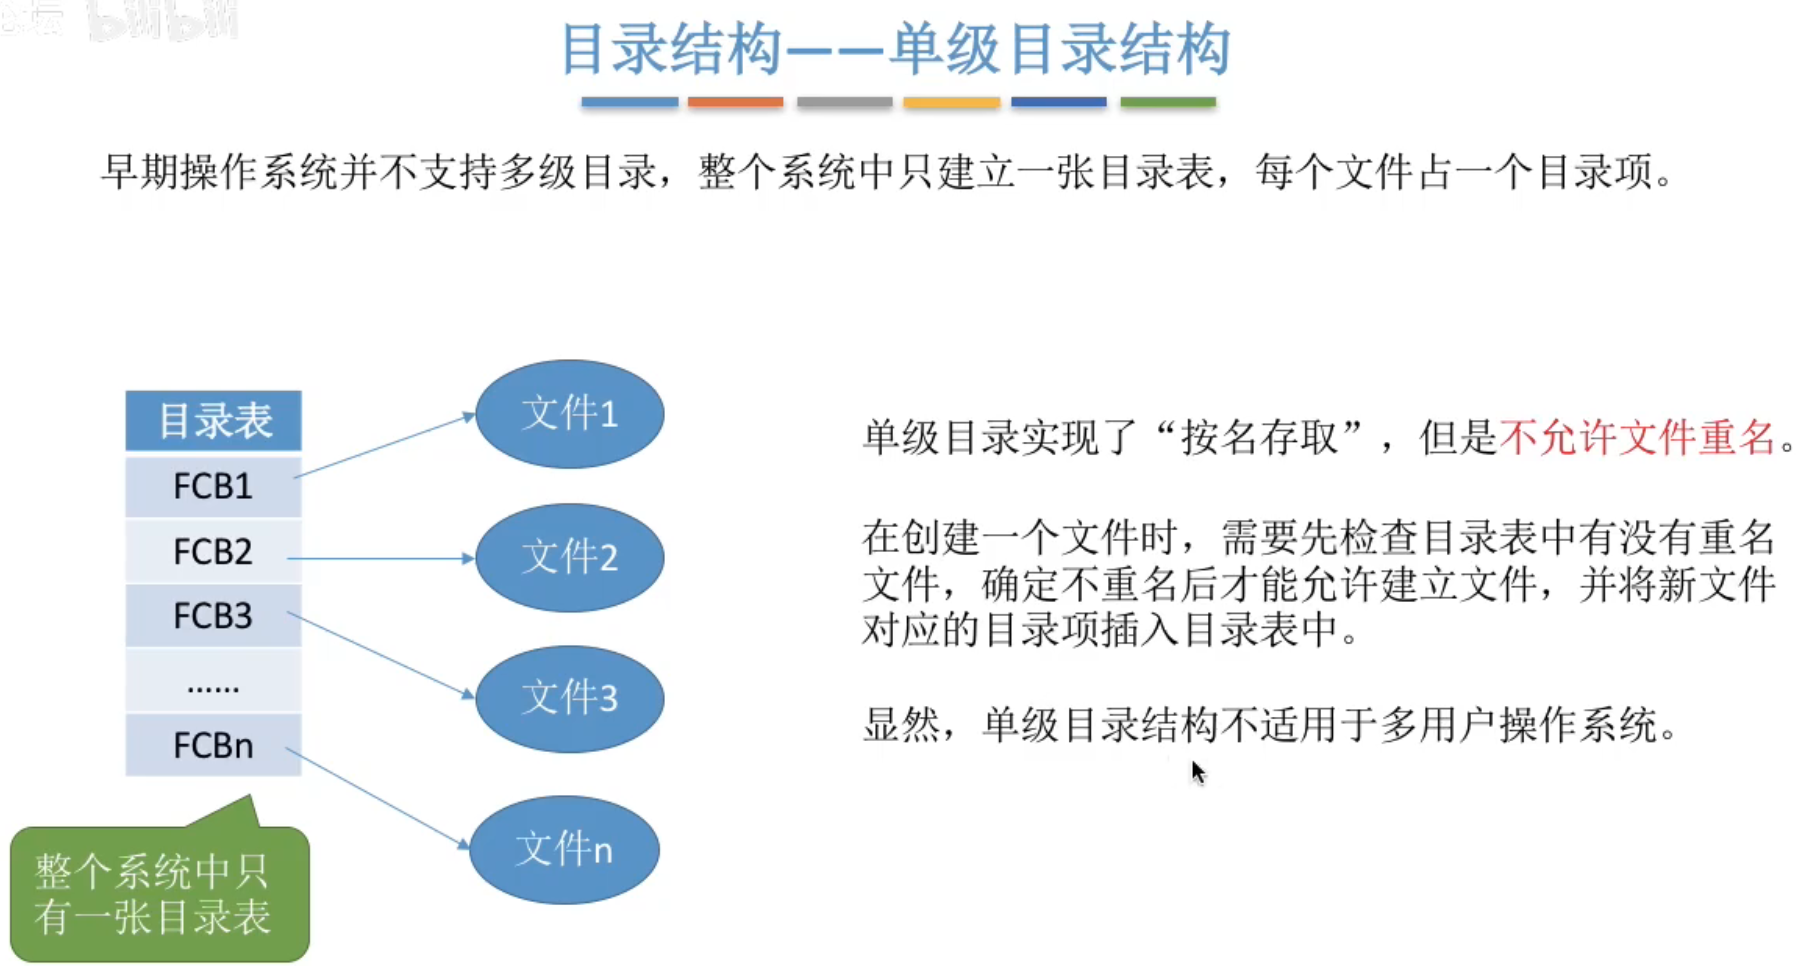 bilibili
目录结构——单级目录结构
早期操作系统并不支持多级目录，整个系统中只建立一张目录表，每个文件占一个目录项。
目录表
FCB1
FCB2
FCB3
......
FCBn
文件1
文件2
文件3
文件n
整个系统中只
有一张目录表
单级目录实现了“按名存取”，但是不允许文件重名。
在创建一个文件时，需要先检查目录表中有没有重名
文件，确定不重名后才能允许建立文件，并将新文件
对应的目录项插入目录表中。
显然，单级目录结构不适用于多用户操作系统。